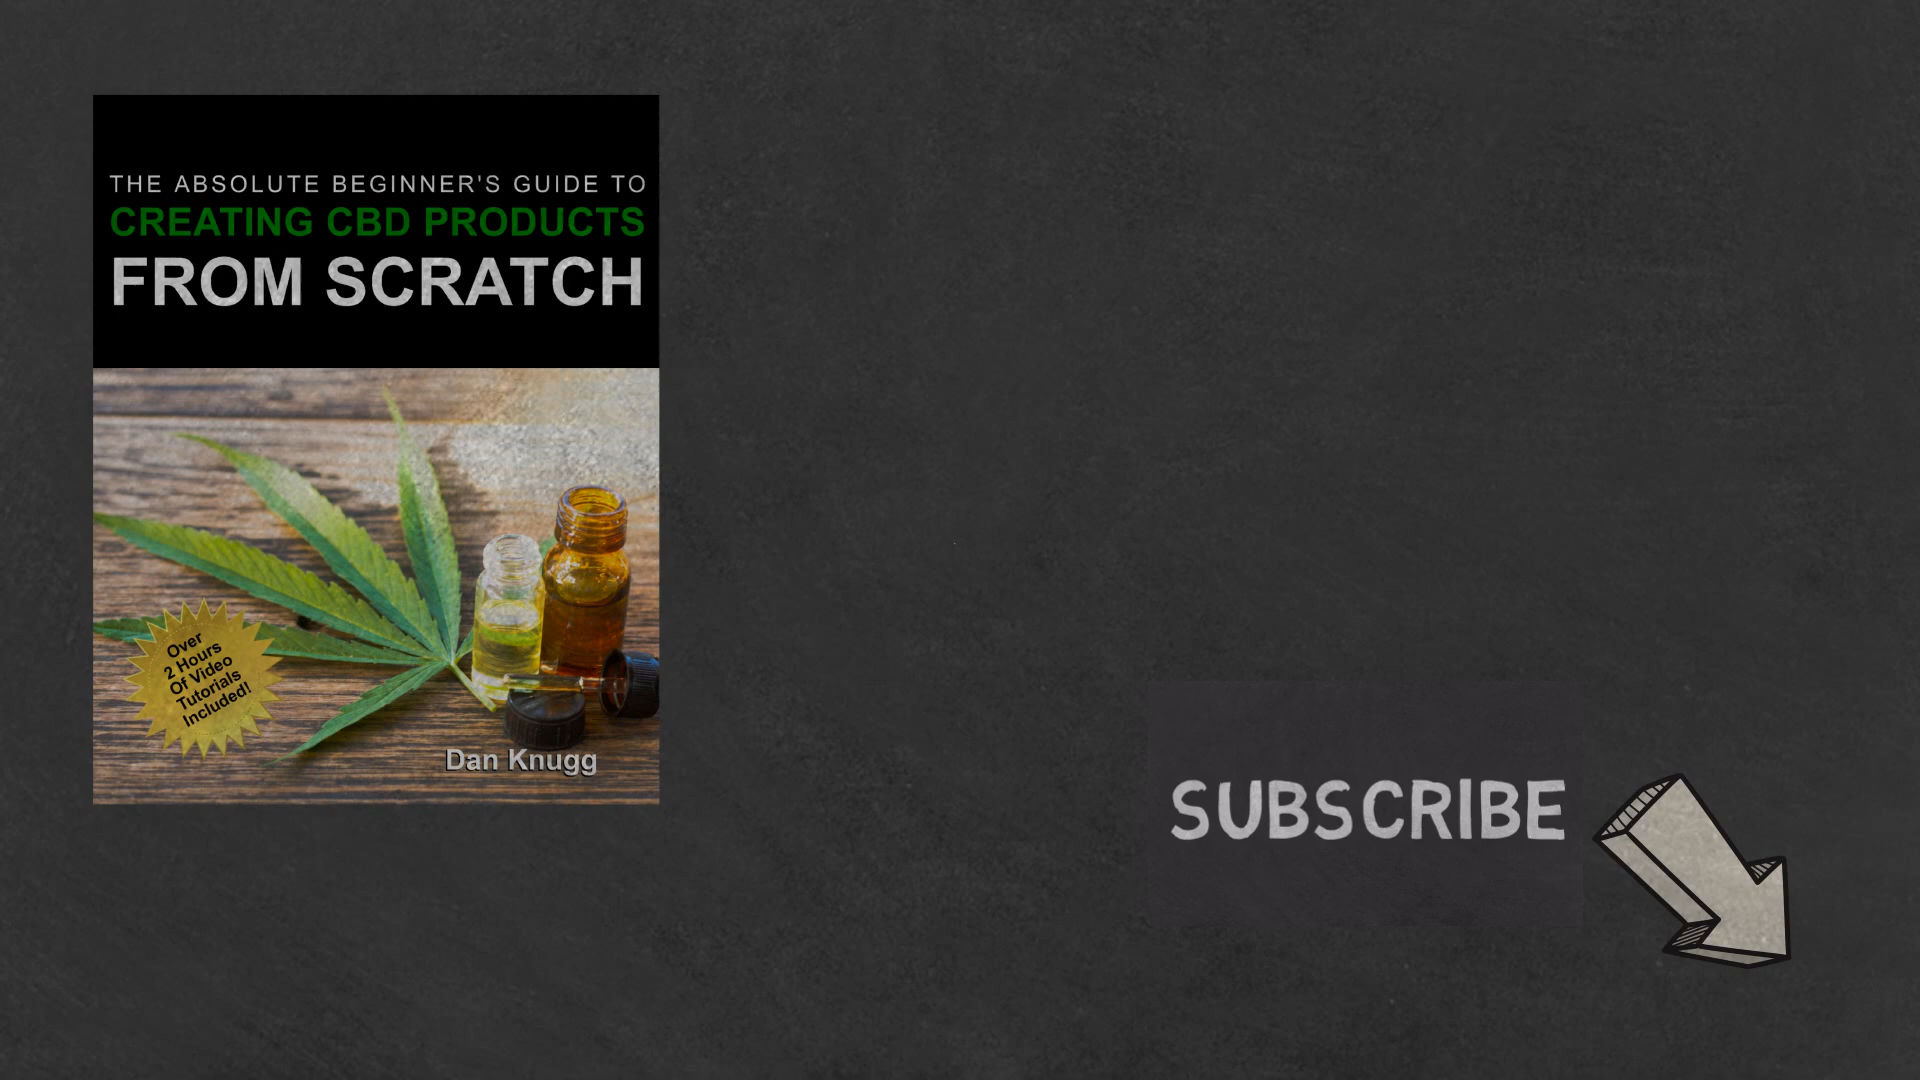 THE ABSOLUTE BEGINNER'S GUIDE TO
CREATING CBD PRODUCTS
FROM SCRATCH
Over
2 Hours
Of Video
Tutorials
Included!
Dan Knugg
SUBSCRIBE